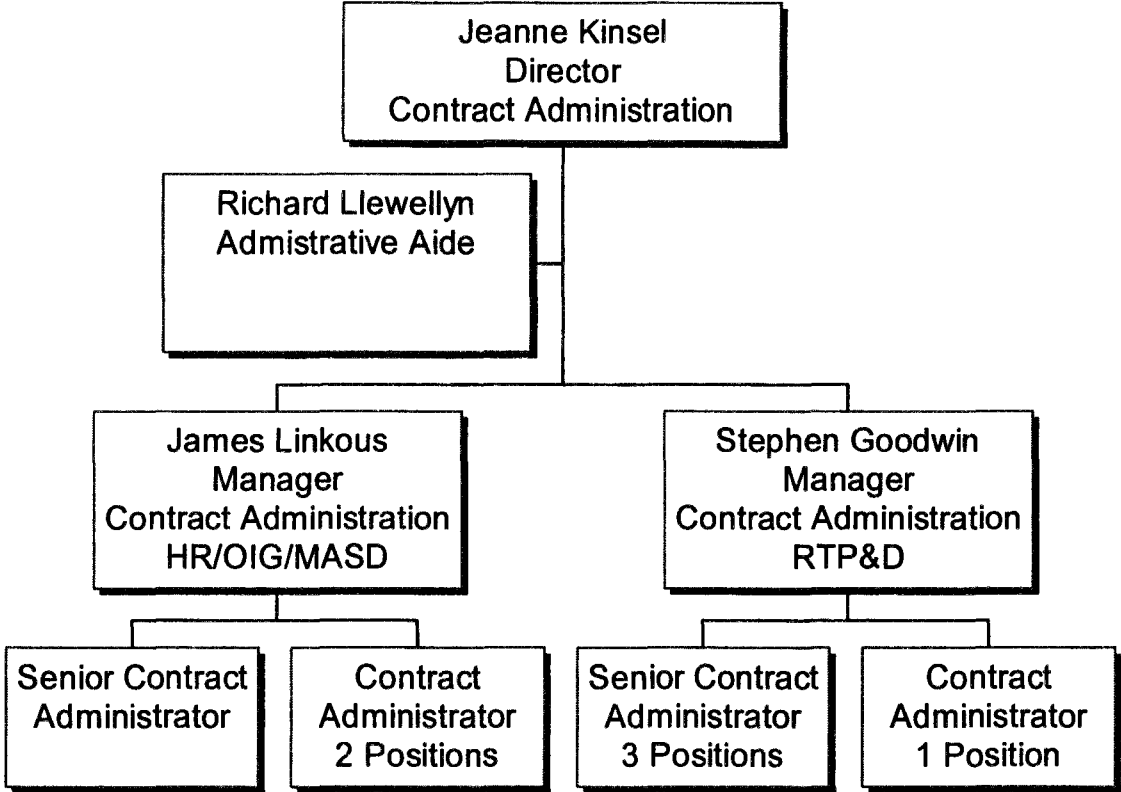 Jeanne Kinsel
Director
Contract Administration
Richard Llewellyn
Admistrative Aide
James Linkous
Manager
Contract Administration
HR/OIG/MASD
Stephen Goodwin
Manager
Contract Administration
RTP&D
Senior Contract
Administrator
Contract
Administrator
2 Positions
Senior Contract
Administrator
3 Positions
Contract
Administrator
1 Position